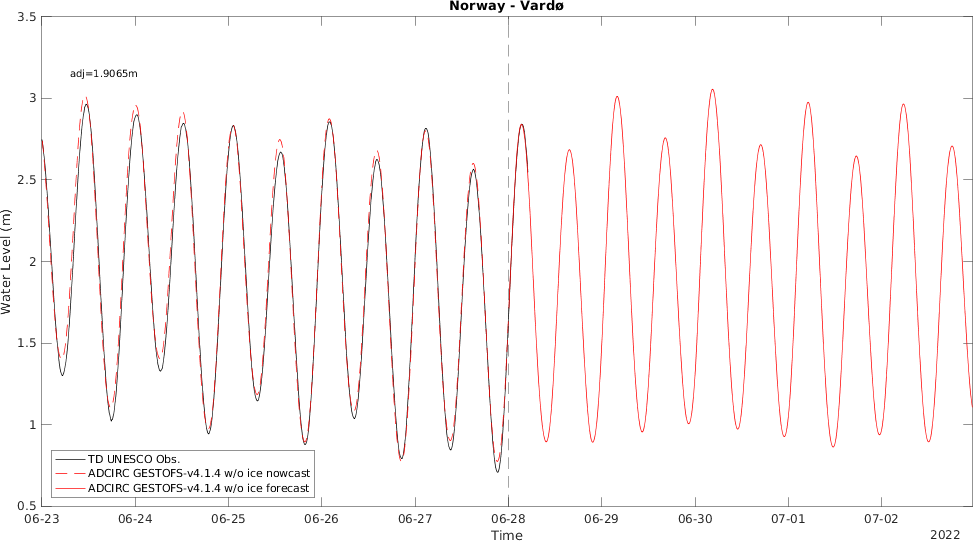 Norway - Vardø
adj=1.9065m
Water Level (m)
3.5
3
2.5
2
1.5
1
0.5
TD UNESCO Obs.
ADCIRC GESTOFS-v4.1.4 w/o ice nowcast
ADCIRC GESTOFS-v4.1.4 w/o ice forecast
06-23 06-24 06-25 06-26 06-27 06-28 06-29 06-30 07-01 07-02
Time
2022